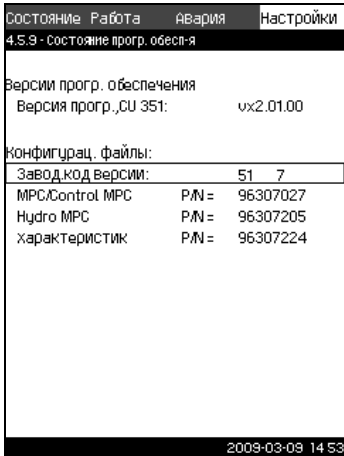 Состояние Работа Авария Настройки
4.5.9 - Состояние прогр. обесп-я
Версии прогр. обеспечения
Версия прогр.,CU 351: vx2.01.00
Конфигурац. файлы:
Завод.код версии: 51 7
MPC/Control MPC P/N = 96307027
Hydro MPC P/N = 96307205
Характеристик P/N = 96307224
2009-03-09 14:53